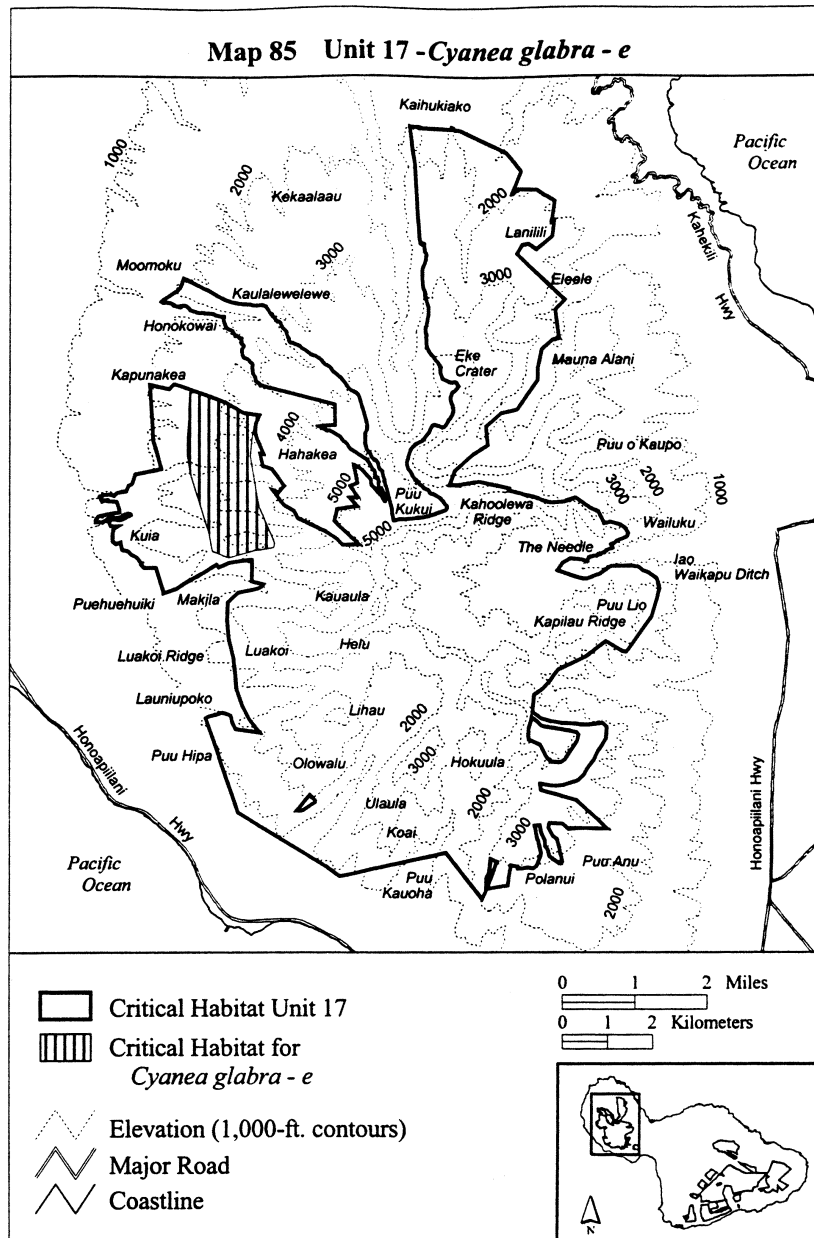 Map 85 Unit 17 - Cyanea glabra - e
Kaihukiako
Pacific
Ocean
1000
2000
Kekaalaau
2000
Lanilili
Kahekili
Hwy
3000
3000
Moomoku
Kaulalewelewe
Eleele
Honokowai
Eke
Crater
Mauna Alani
Kapunakea
4000
Hahakea
Puu o Kaupo
5000
Puu
Kukui
Kahoolewa
Ridge
3000
2000
1000
Wailuku
Kuia
5000
The Needle
Iao
Waikapu Ditch
Puehuehuiki
Makila
Kauaula
Puu Lio
Kapilau Ridge
Luakoi Ridge
Luakoi
Helu
Launiupoko
Lihau
2000
Honoapiilani
Hwy
Puu Hipa
Olowalu
3000
Hokuula
Ulaula
2000
Koai
3000
Honoapiilani Hwy
Pacific
Ocean
Puu
Kauoha
Polanui
Puu Anu
2000
Critical Habitat Unit 17
Critical Habitat for
Cyanea glabra - e
Elevation (1,000-ft. contours)
Major Road
Coastline
0 1 2 Miles
0 1 2 Kilometers
N